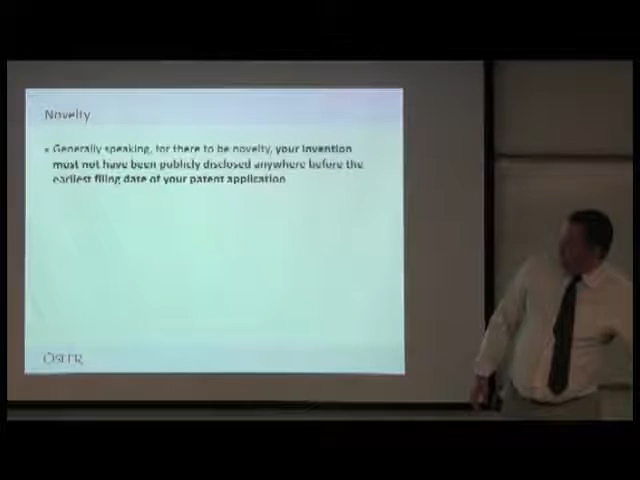 Novelty
• Generally speaking, for there to be novelty, your invention
must not have been publicly disclosed anywhere before the
earliest filing date of your patent application
OSLER